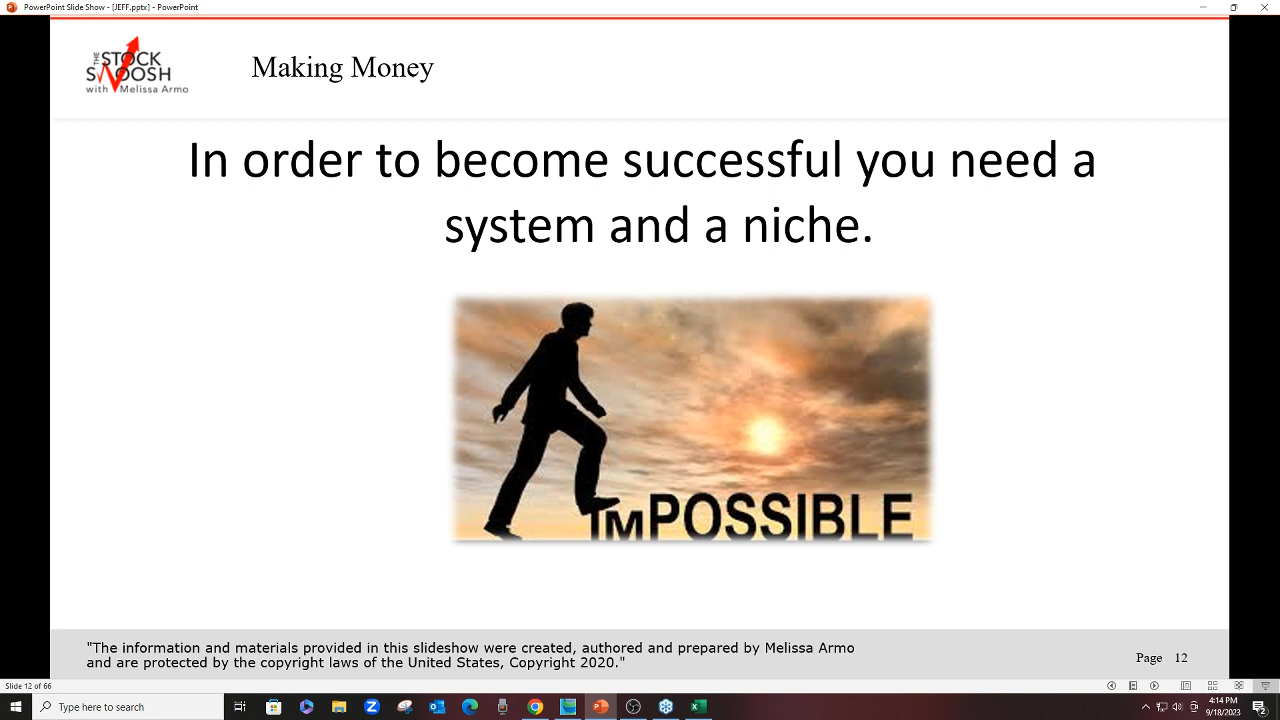 PowerPoint Slide Show - [JEFF.pptx] - PowerPoint
THE STOCK
SWOOSH
with Melissa Armo
Making Money
In order to become successful you need a
system and a niche.
IMPOSSIBLE
"The information and materials provided in this slideshow were created, authored and prepared by Melissa Armo
and are protected by the copyright laws of the United States, Copyright 2020."
Page 12
Slide 12 of 66
Type here to search
4:14 PM
9/18/2023
2